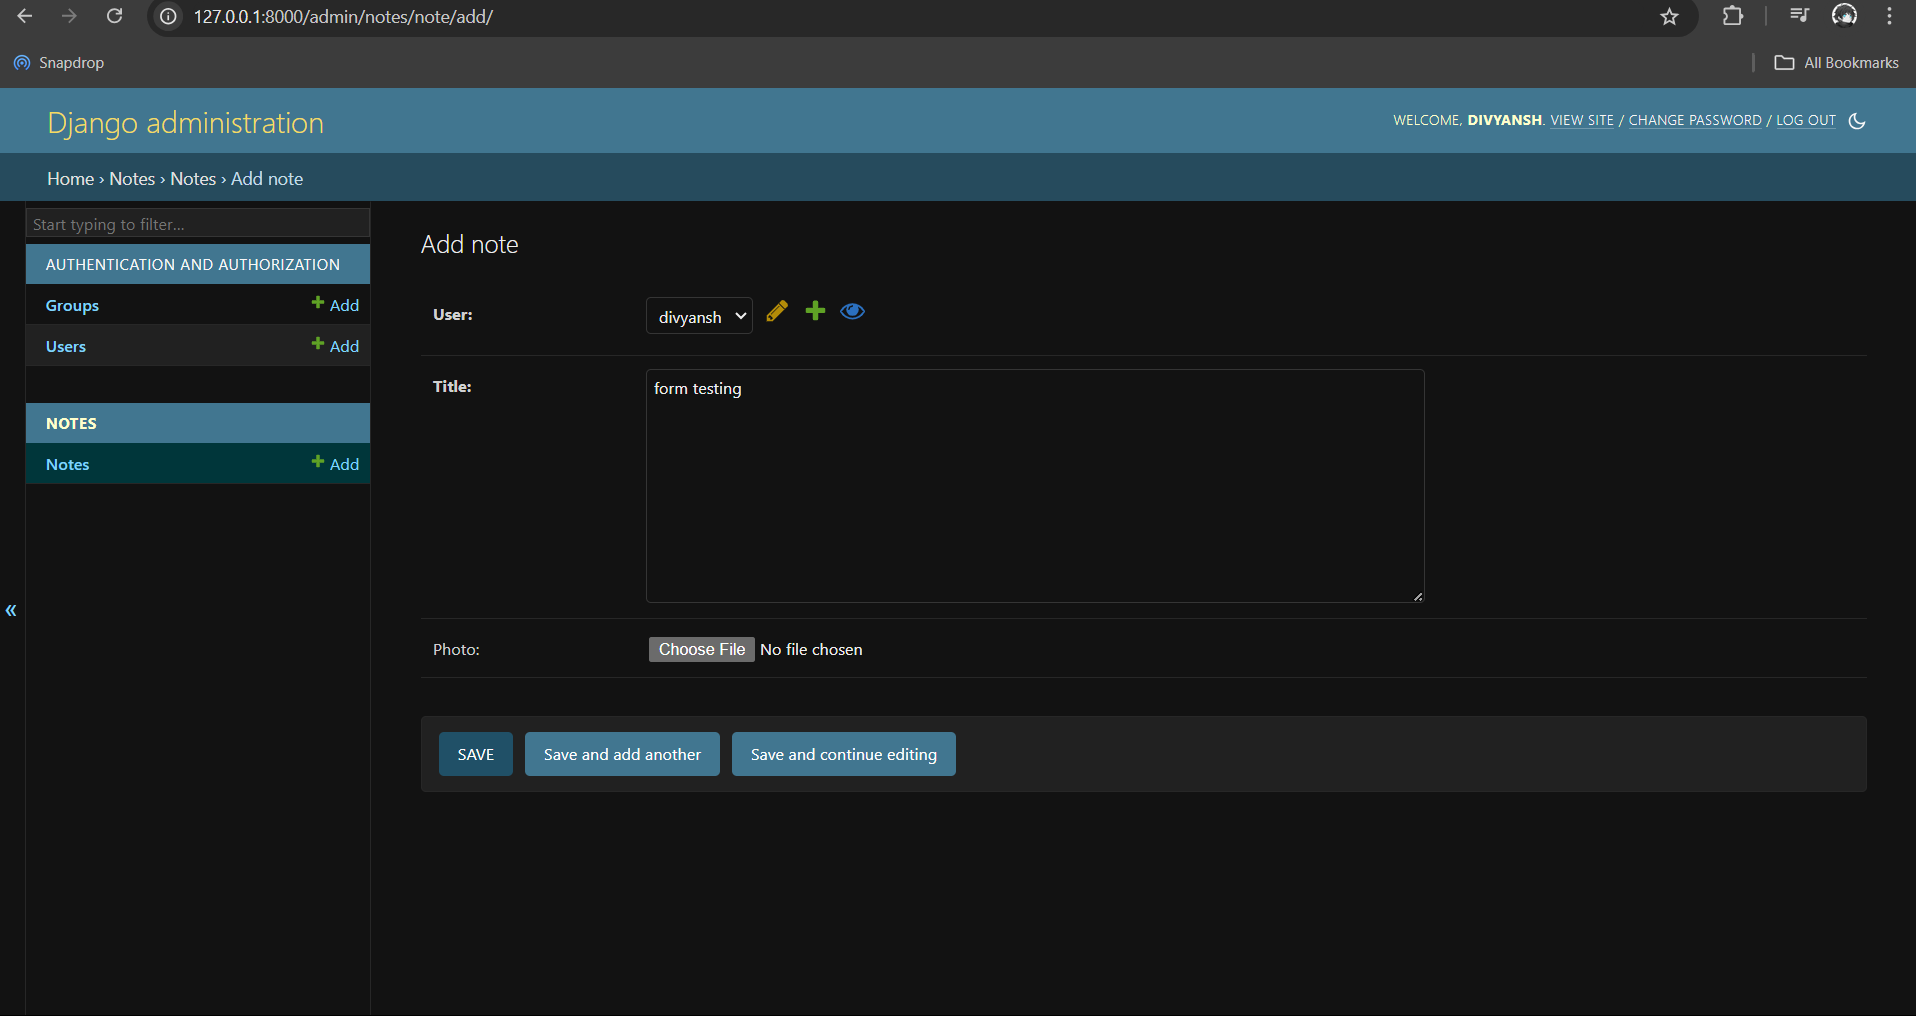 127.0.0.1:8000/admin/notes/note/add/
Snapdrop
All Bookmarks
Django administration
WELCOME, DIVYANSH. VIEW SITE / CHANGE PASSWORD / LOG OUT
Home › Notes › Notes › Add note
Start typing to filter...
AUTHENTICATION AND AUTHORIZATION
Groups + Add
Users + Add
NOTES
Notes + Add
«
Add note
User: divyansh
Title: form testing
Photo: Choose File No file chosen
SAVE Save and add another Save and continue editing